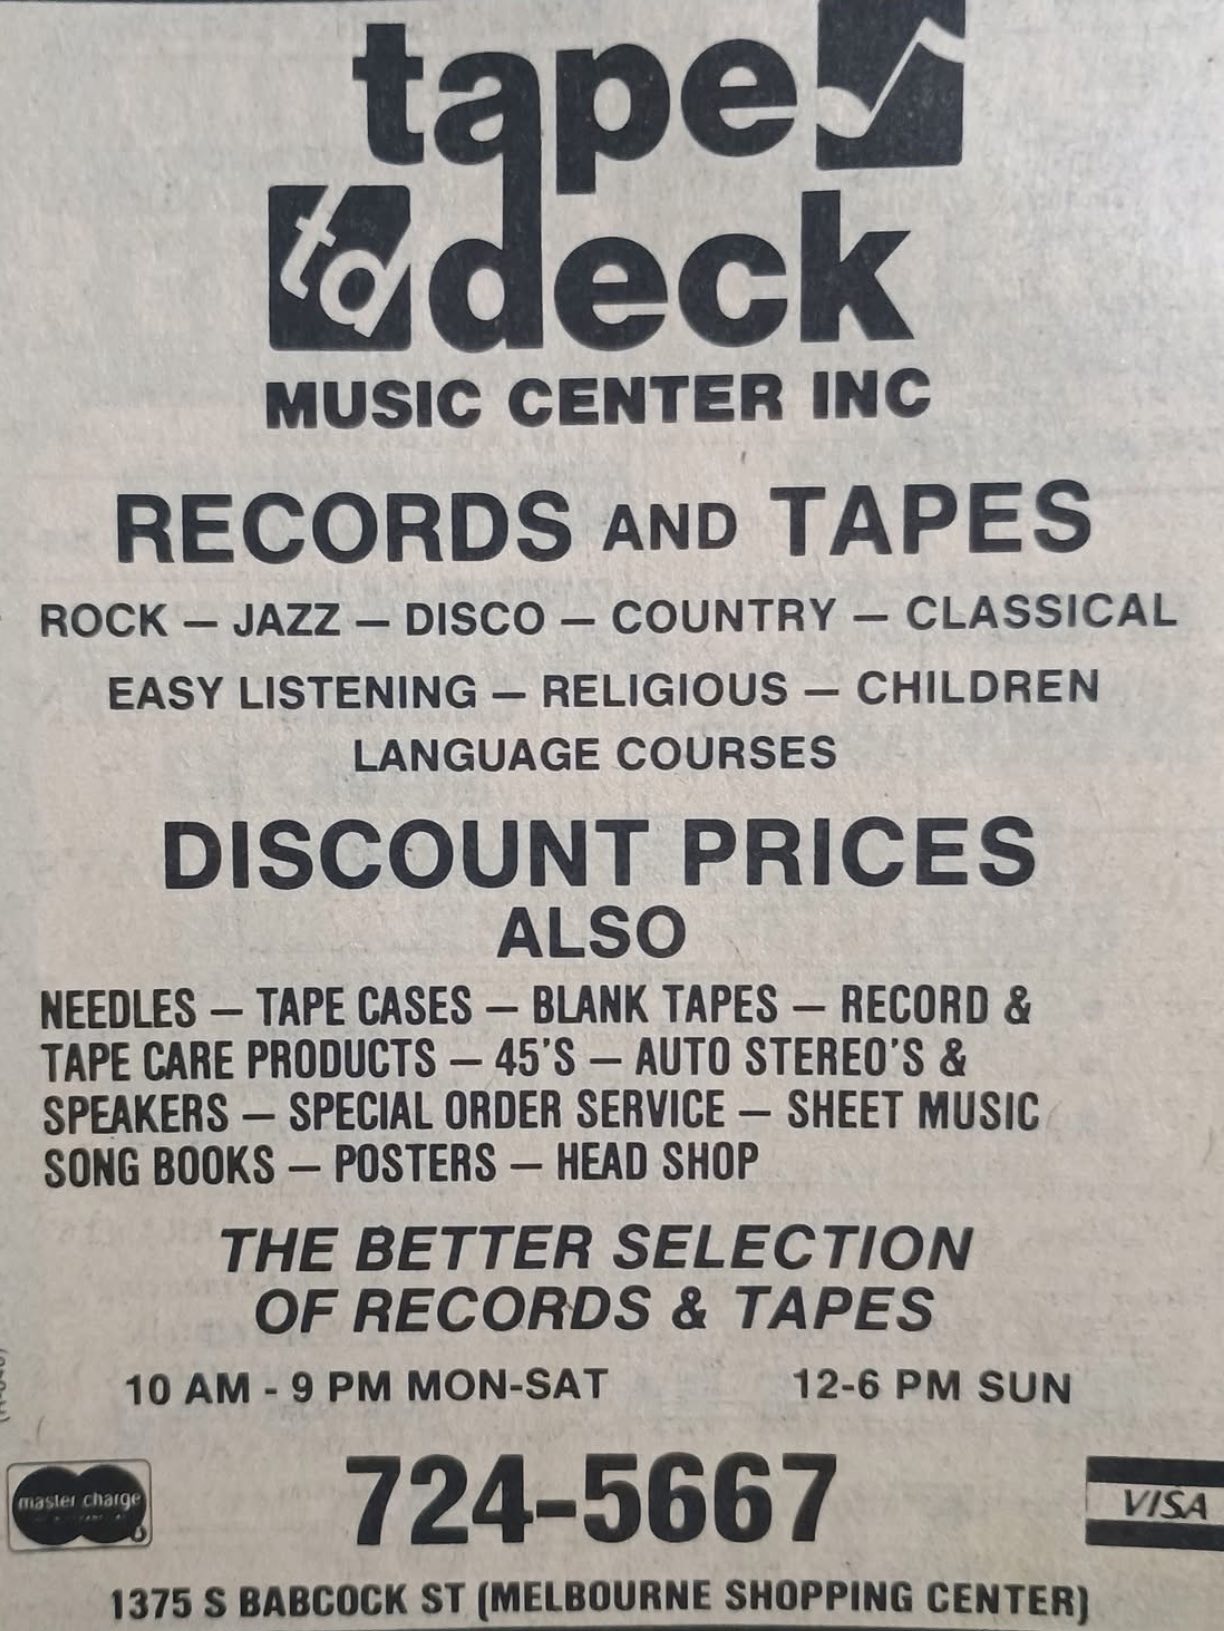 tape
td deck
MUSIC CENTER INC
RECORDS AND TAPES
ROCK — JAZZ — DISCO — COUNTRY — CLASSICAL
EASY LISTENING — RELIGIOUS — CHILDREN
LANGUAGE COURSES
DISCOUNT PRICES
ALSO
NEEDLES — TAPE CASES — BLANK TAPES — RECORD &
TAPE CARE PRODUCTS — 45'S — AUTO STEREO'S &
SPEAKERS — SPECIAL ORDER SERVICE — SHEET MUSIC
SONG BOOKS — POSTERS — HEAD SHOP
THE BETTER SELECTION
OF RECORDS & TAPES
10 AM - 9 PM MON-SAT 12-6 PM SUN
master charge 724-5667 VISA
1375 S BABCOCK ST (MELBOURNE SHOPPING CENTER)